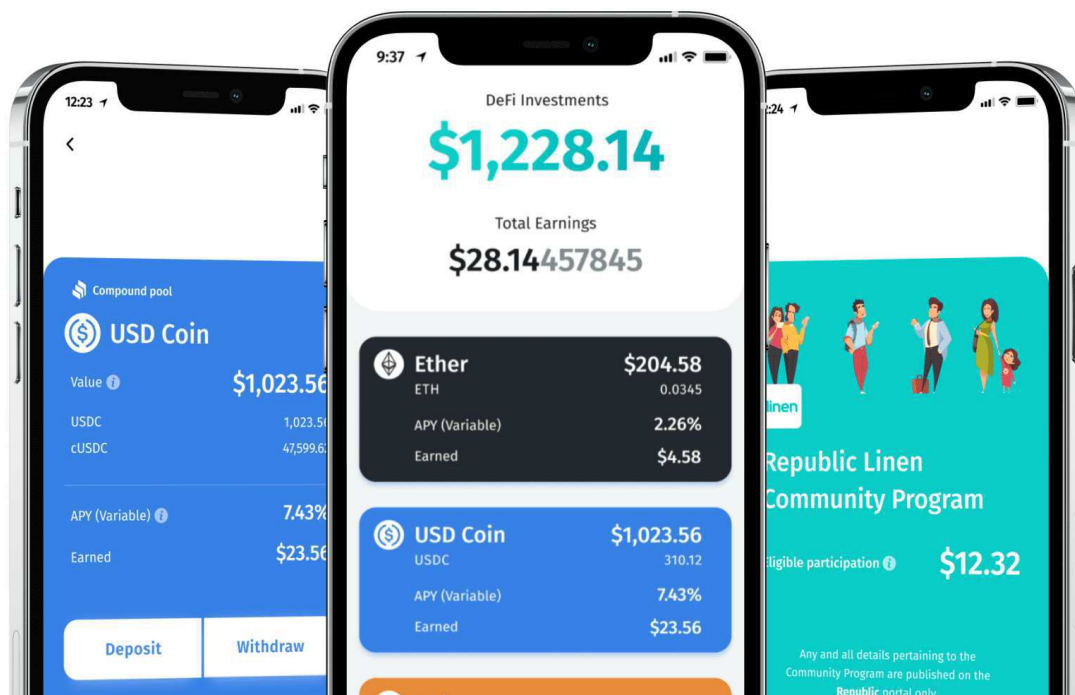 12:23
Compound pool
USD Coin
Value $1,023.56
USDC 1,023.56
cUSDC
APY (Variable) 7.43%
Earned $23.56
Deposit Withdraw
9:37
DeFi Investments
$1,228.14
Total Earnings
$28.14457845
Ether $204.58
ETH 0.0345
APY (Variable) 2.26%
Earned $4.58
USD Coin $1,023.56
USDC 310.12
APY (Variable) 7.43%
Earned $23.56
:24
linen
Republic Linen
Community Program
Eligible participation $12.32
Any and all details pertaining to the
Community Program are published on the
Republic portal only